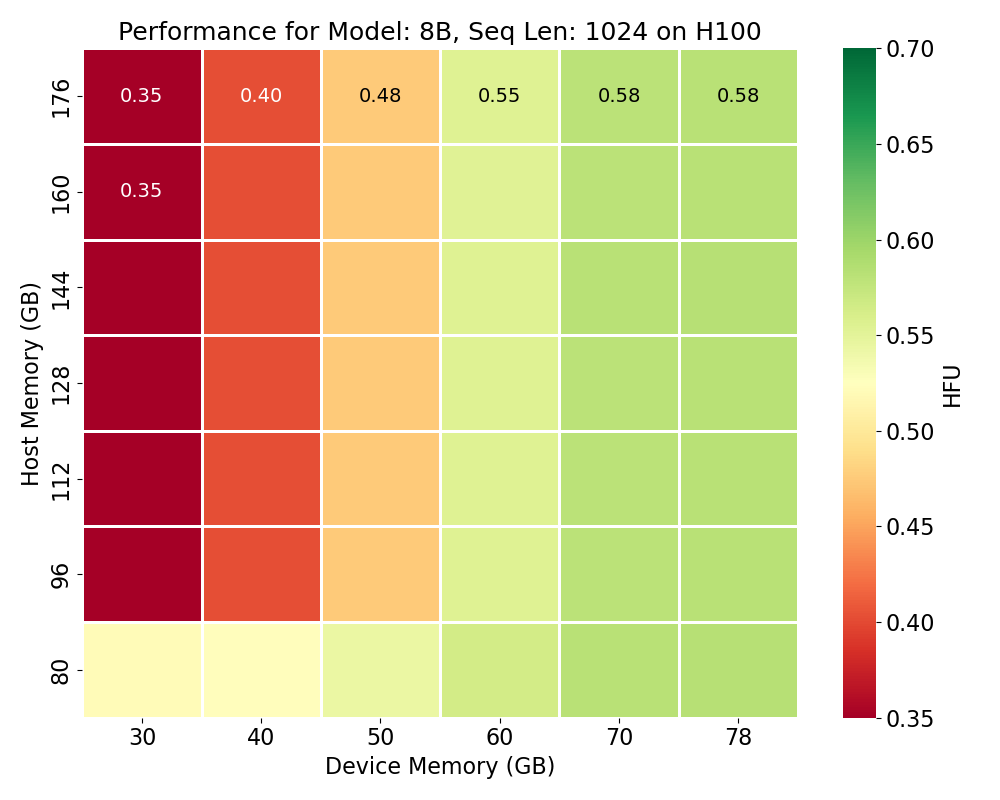 Performance for Model: 8B, Seq Len: 1024 on H100
0.35 0.40 0.48 0.55 0.58 0.58
0.35
176
160
144
128
112
96
80
Host Memory (GB)
30 40 50 60 70 78
Device Memory (GB)
0.70
0.65
0.60
0.55
0.50
0.45
0.40
0.35
HFU